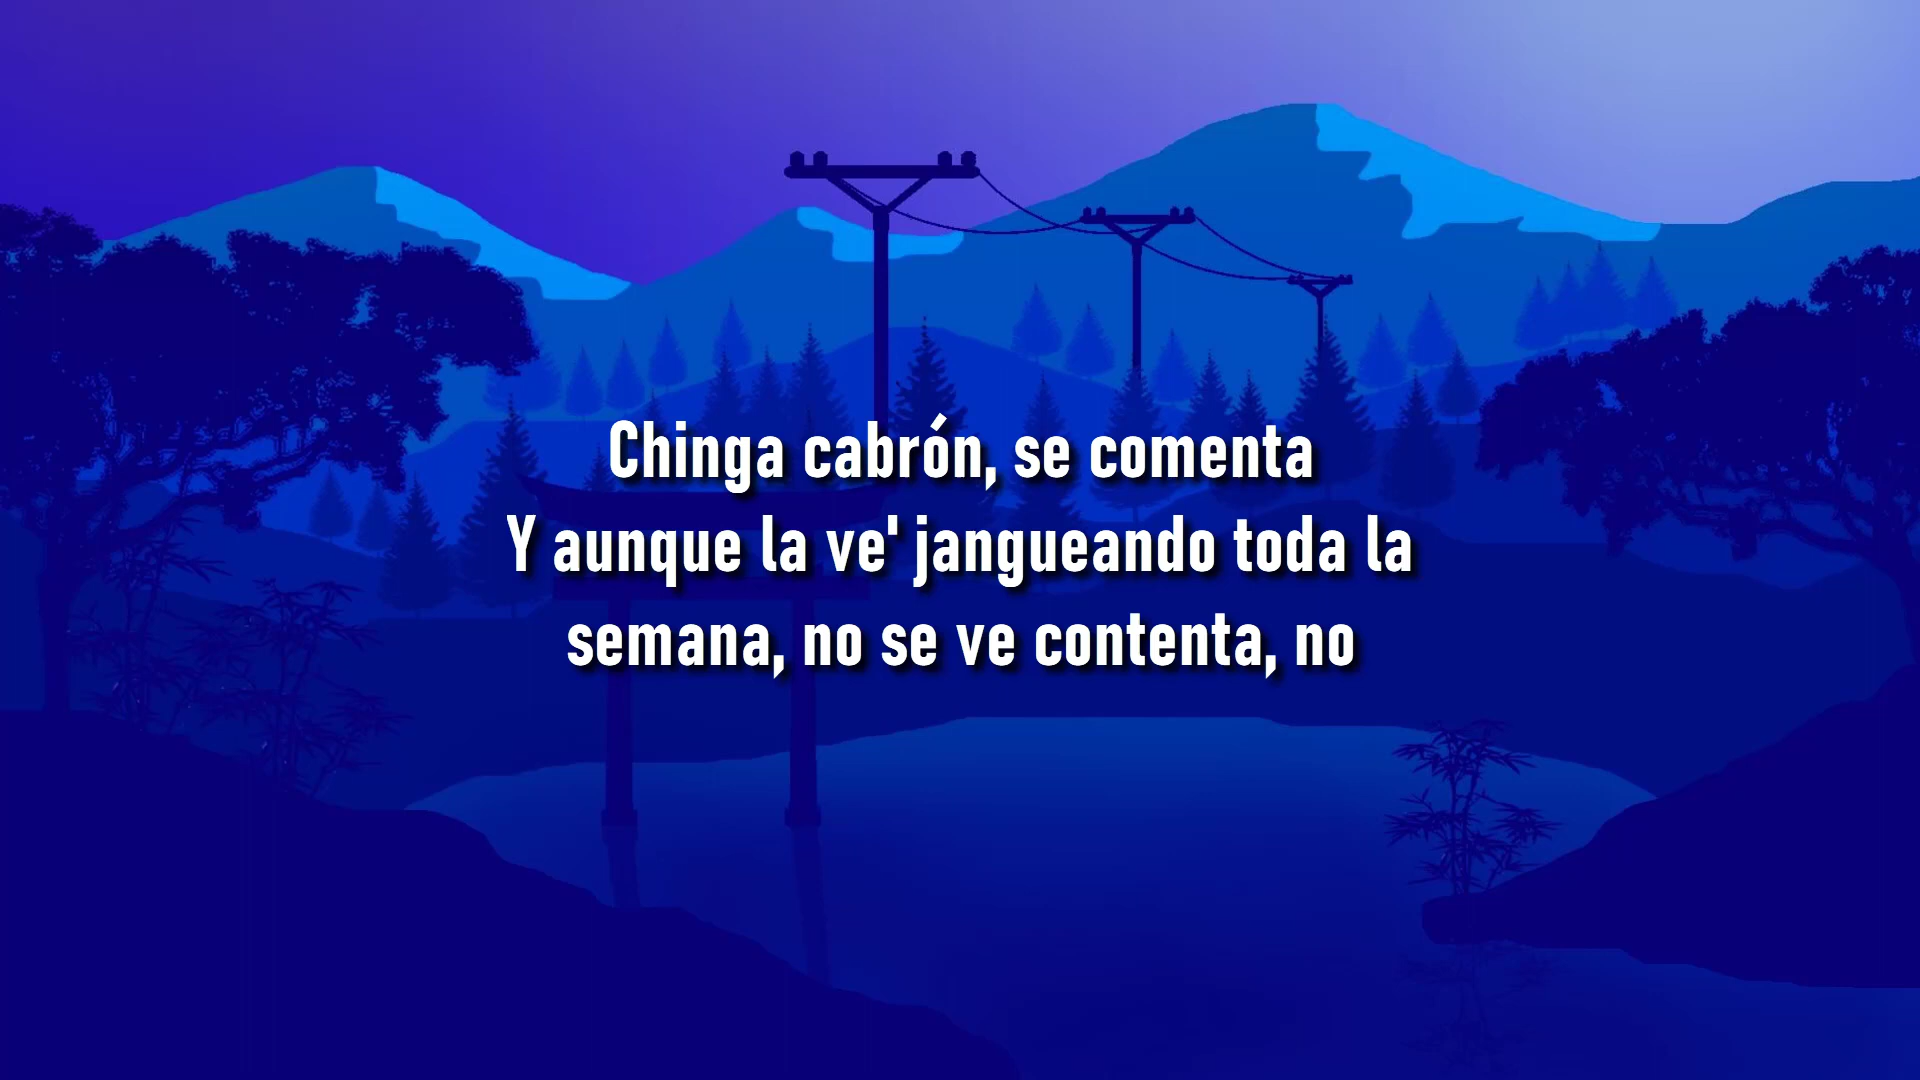 Chinga cabrón, se comenta
Y aunque la ve' jangueando toda la
semana, no se ve contenta, no